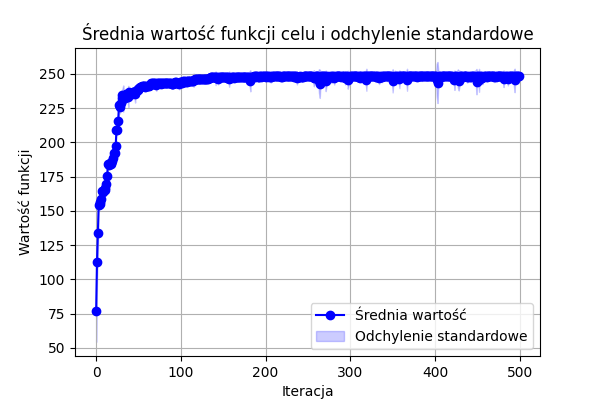 Średnia wartość funkcji celu i odchylenie standardowe
Wartość funkcji
250
225
200
175
150
125
100
75
50
0 100 200 300 400 500
Iteracja
Średnia wartość
Odchylenie standardowe